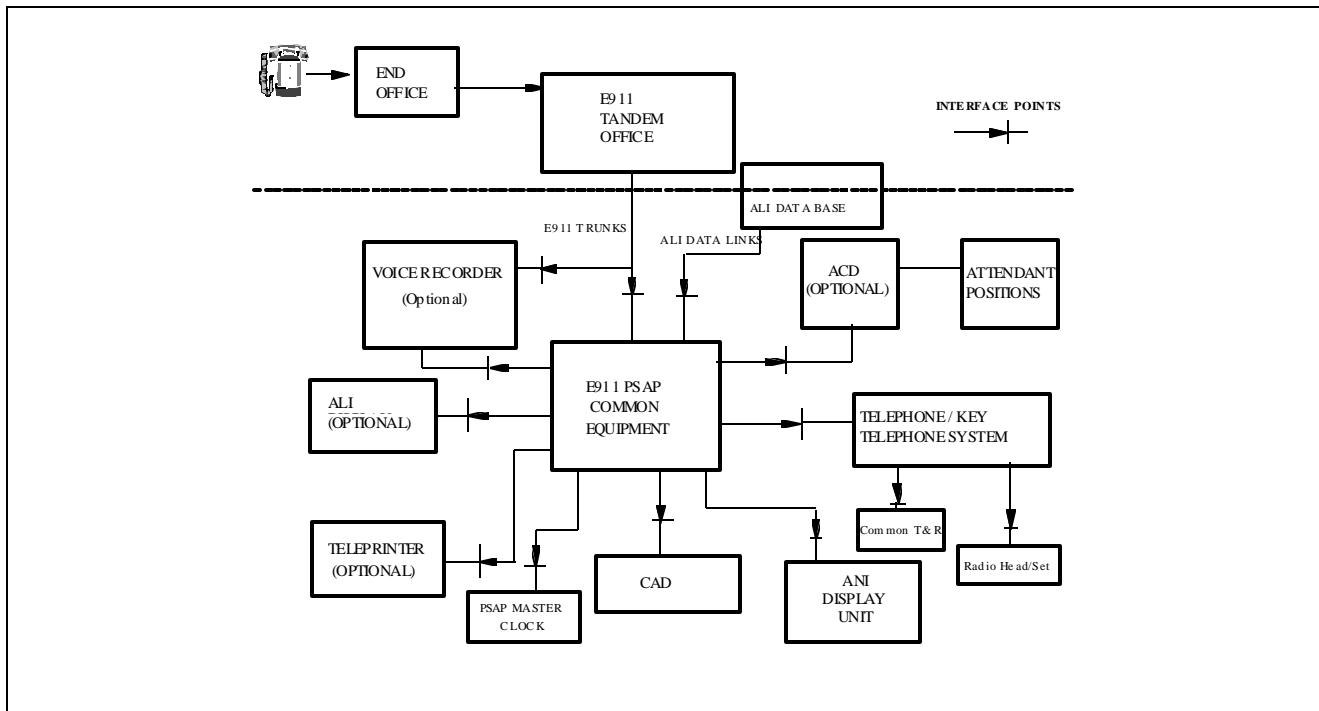 END
OFFICE
E911
TANDEM
OFFICE
INTERFACE POINTS
ALI DATA BASE
E911 TRUNKS
ALI DATA LINKS
VOICE RECORDER
(Optional)
ACD
(OPTIONAL)
ATTENDANT
POSITIONS
E911 PSAP
COMMON
EQUIPMENT
ALI
(OPTIONAL)
TELEPHONE / KEY
TELEPHONE SYSTEM
Common T&R
Radio Head/Set
TELEPRINTER
(OPTIONAL)
PSAP MASTER
CLOCK
CAD
ANI
DISPLAY
UNIT